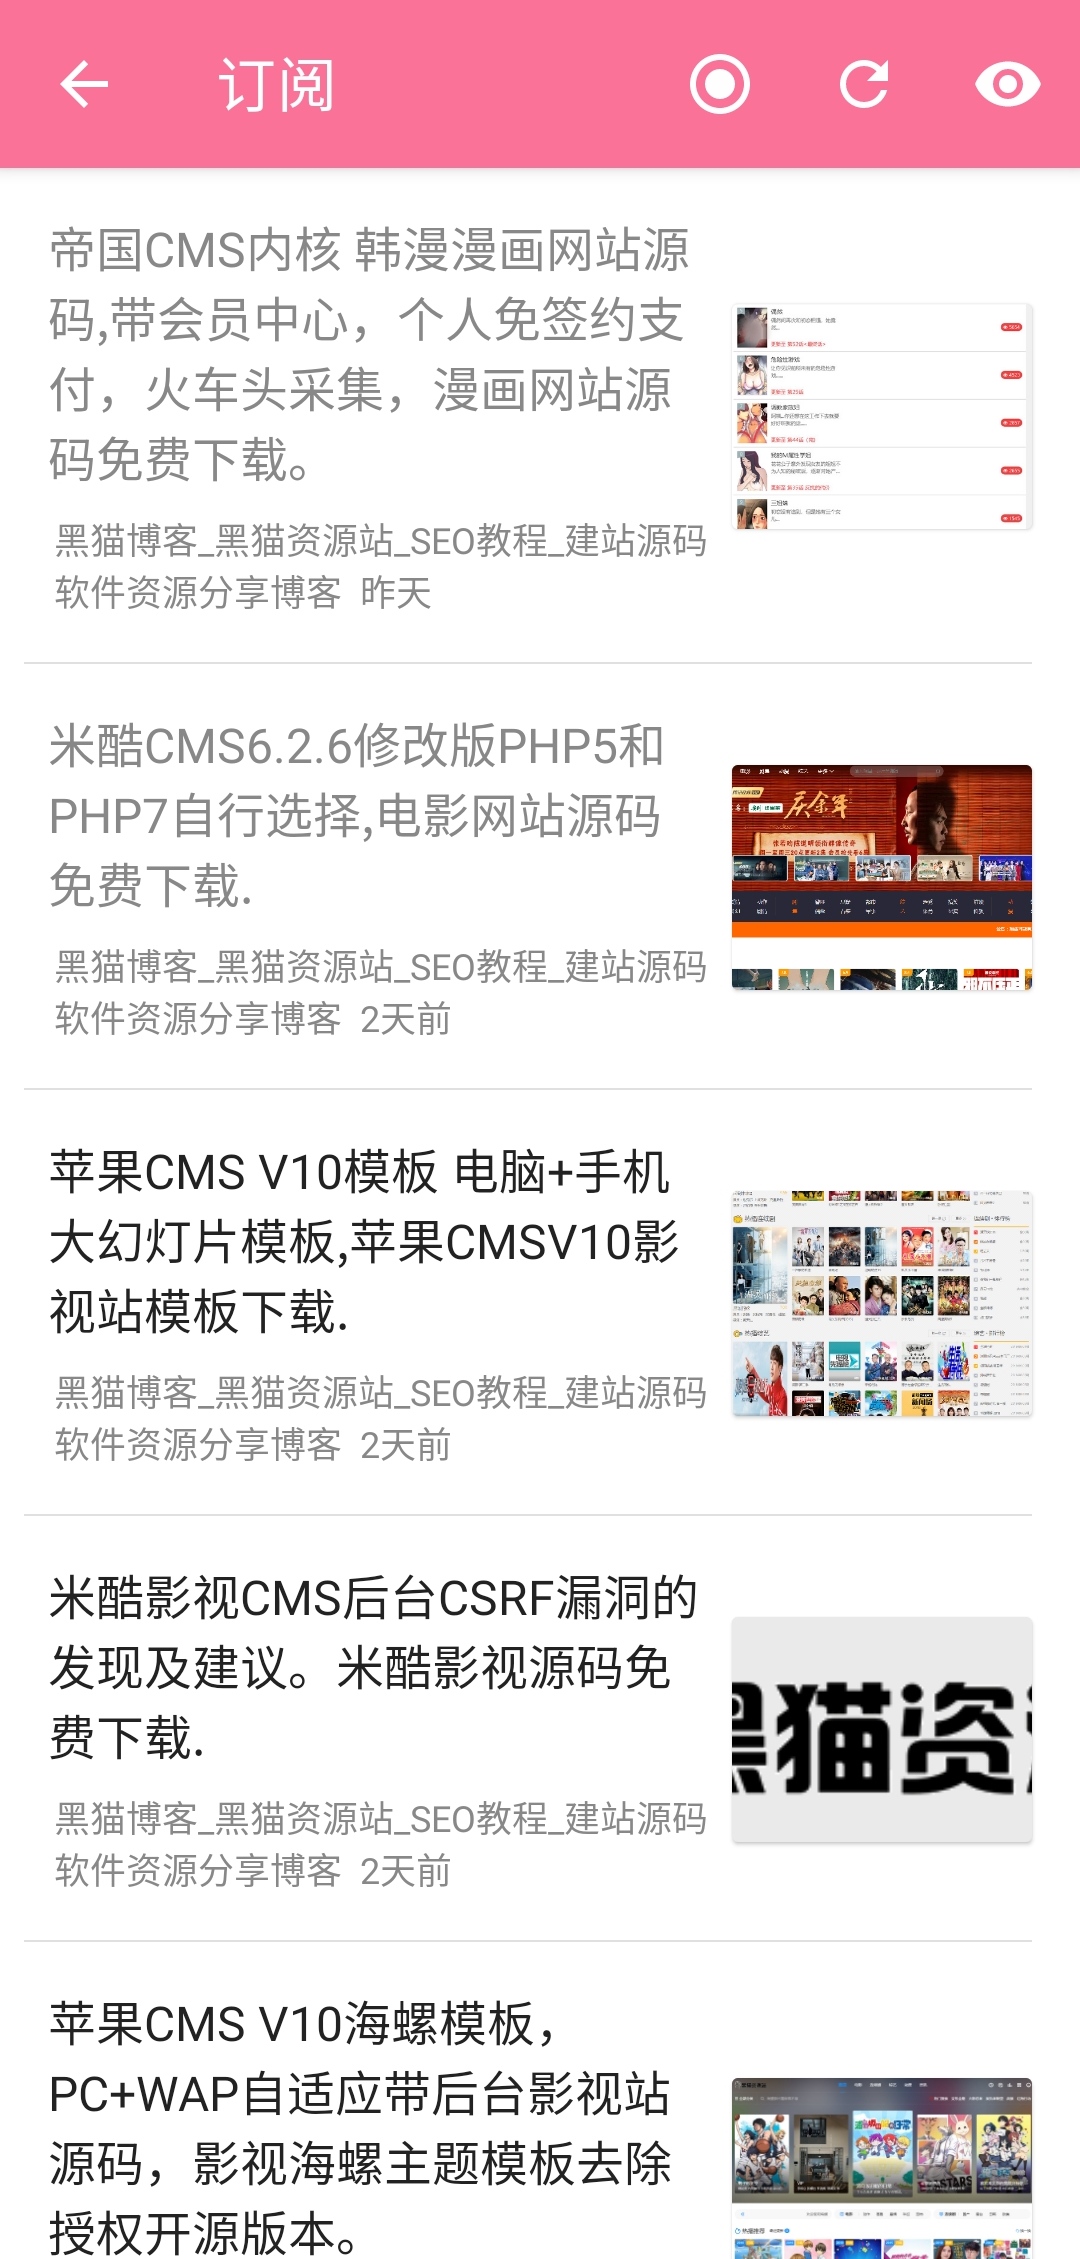 订阅
帝国CMS内核 韩漫漫画网站源
码,带会员中心，个人免签约支
付，火车头采集，漫画网站源
码免费下载。
黑猫博客_黑猫资源站_SEO教程_建站源码
软件资源分享博客 昨天
米酷CMS6.2.6修改版PHP5和
PHP7自行选择,电影网站源码
免费下载.
庆余年
黑猫博客_黑猫资源站_SEO教程_建站源码
软件资源分享博客 2天前
苹果CMS V10模板 电脑+手机
大幻灯片模板,苹果CMSV10影
视站模板下载.
黑猫博客_黑猫资源站_SEO教程_建站源码
软件资源分享博客 2天前
米酷影视CMS后台CSRF漏洞的
发现及建议。米酷影视源码免
费下载.
黑猫资
黑猫博客_黑猫资源站_SEO教程_建站源码
软件资源分享博客 2天前
苹果CMS V10海螺模板，
PC+WAP自适应带后台影视站
源码，影视海螺主题模板去除
授权开源版本。